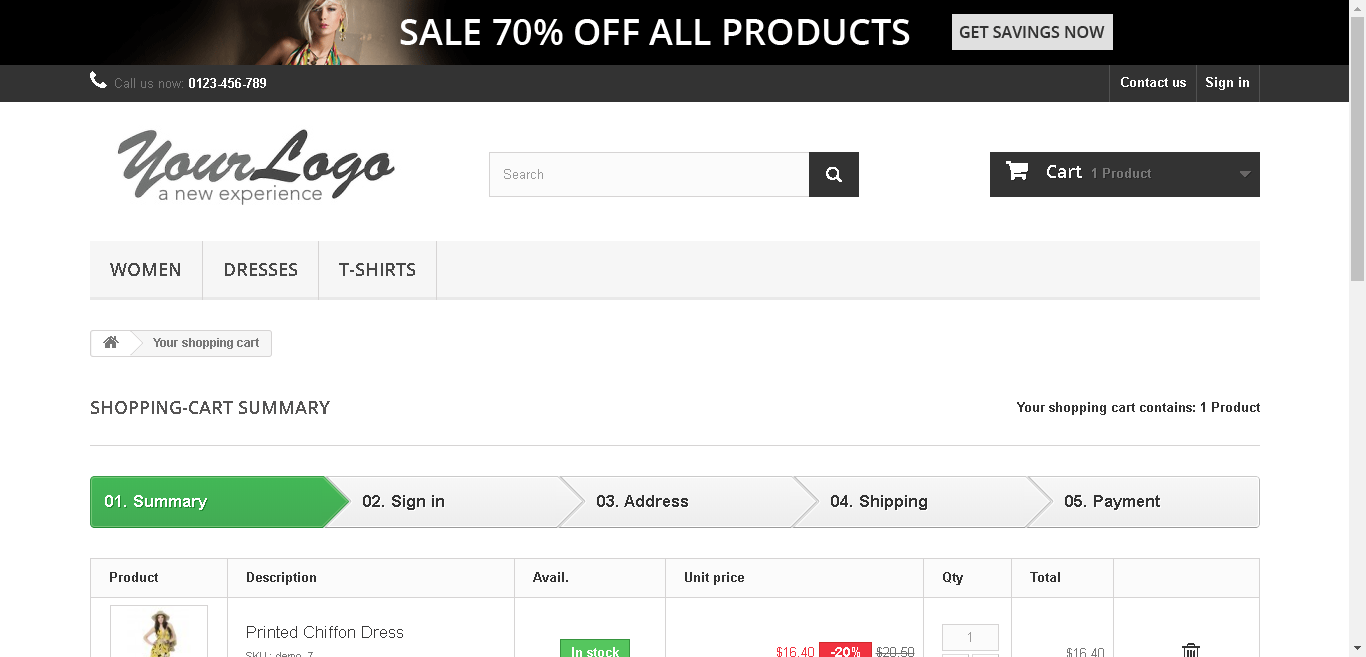 SALE 70% OFF ALL PRODUCTS
GET SAVINGS NOW
Call us now: 0123-456-789
Contact us
Sign in
YourLogo
a new experience
Search
Cart 1 Product
WOMEN
DRESSES
T-SHIRTS
Your shopping cart
SHOPPING-CART SUMMARY
Your shopping cart contains: 1 Product
01. Summary
02. Sign in
03. Address
04. Shipping
05. Payment
Product
Description
Avail.
Unit price
Qty
Total
Printed Chiffon Dress
SKU : demo_7
In stock
$16.40 -20% $20.50
1
$16.40